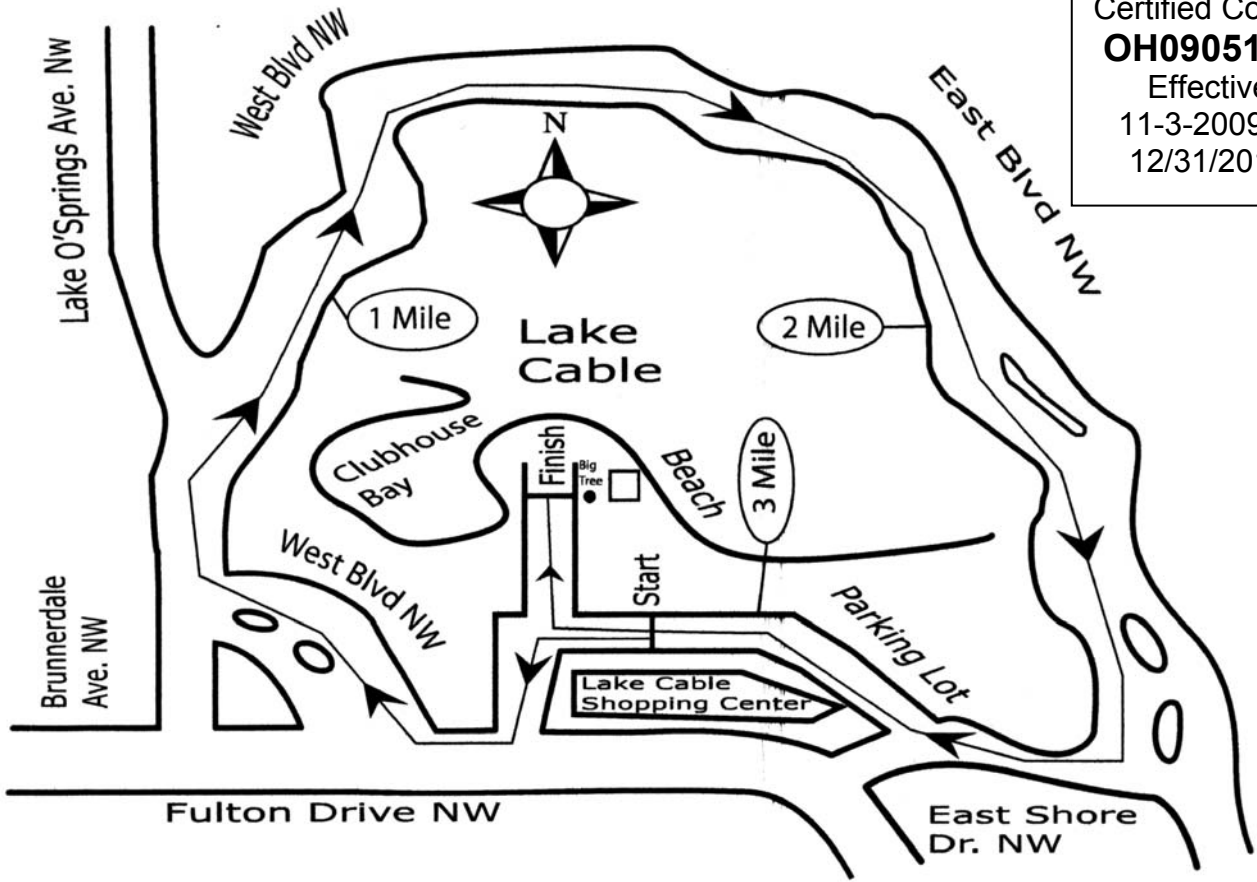 Certified Co
OH09051
Effective
11-3-2009
12/31/201
Lake O'Springs Ave. Nw
West Blvd NW
East Blvd NW
N
1 Mile
Lake
Cable
2 Mile
Clubhouse
Bay
Finish
Big
Tree
Beach
3 Mile
West Blvd NW
Start
Parking Lot
Brunnerdale
Ave. NW
Lake Cable
Shopping Center
Fulton Drive NW
East Shore
Dr. NW